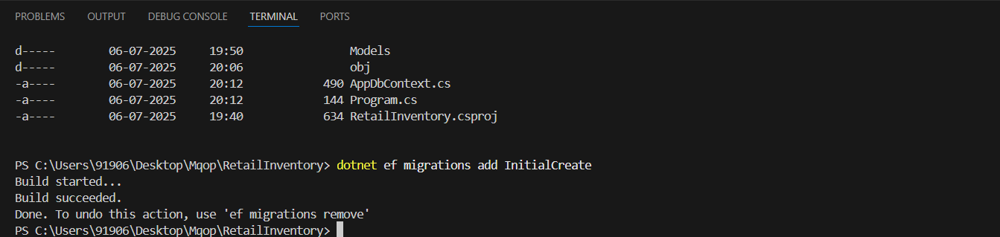 PROBLEMS OUTPUT DEBUG CONSOLE TERMINAL PORTS
d----- 06-07-2025 19:50 Models
d----- 06-07-2025 20:06 obj
-a---- 06-07-2025 20:12 490 AppDbContext.cs
-a---- 06-07-2025 20:12 144 Program.cs
-a---- 06-07-2025 19:40 634 RetailInventory.csproj
PS C:\Users\91906\Desktop\Mqop\RetailInventory> dotnet ef migrations add InitialCreate
Build started...
Build succeeded.
Done. To undo this action, use 'ef migrations remove'
PS C:\Users\91906\Desktop\Mqop\RetailInventory>